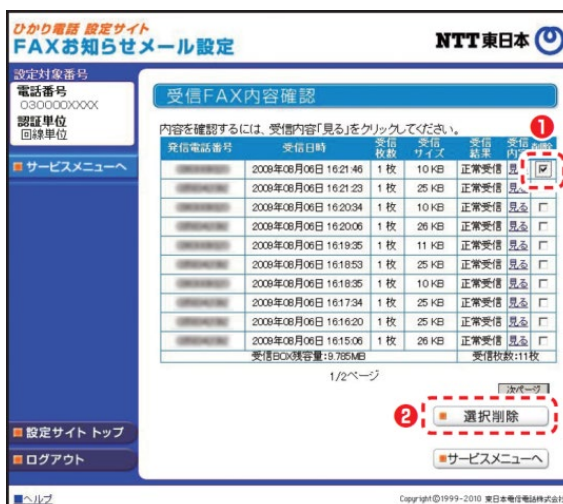 ひかり電話 設定サイト
FAXお知らせメール設定
NTT東日本
設定対象番号
電話番号
030000XXXX
認証単位
回線単位
サービスメニューへ
設定サイト トップ
ログアウト
ヘルプ
受信FAX内容確認
内容を確認するには、受信内容「見る」をクリックしてください。
1
発信電話番号 受信日時 受信枚数 受信サイズ 受信結果 受信内容 削除
2009年08月06日 16:21:46 1 枚 10 KB 正常受信 見る
2009年08月06日 16:21:23 1 枚 25 KB 正常受信 見る
2009年08月06日 16:20:34 1 枚 10 KB 正常受信 見る
2009年08月06日 16:20:06 1 枚 26 KB 正常受信 見る
2009年08月06日 16:19:35 1 枚 11 KB 正常受信 見る
2009年08月06日 16:18:53 1 枚 25 KB 正常受信 見る
2009年08月06日 16:18:35 1 枚 10 KB 正常受信 見る
2009年08月06日 16:17:34 1 枚 25 KB 正常受信 見る
2009年08月06日 16:16:20 1 枚 25 KB 正常受信 見る
2009年08月06日 16:15:06 1 枚 26 KB 正常受信 見る
受信BOX残容量:9.785MB 受信枚数:11枚
1/2ページ
次ページ
2
選択削除
サービスメニューへ
Copyright©1999-2010 東日本電信電話株式会社